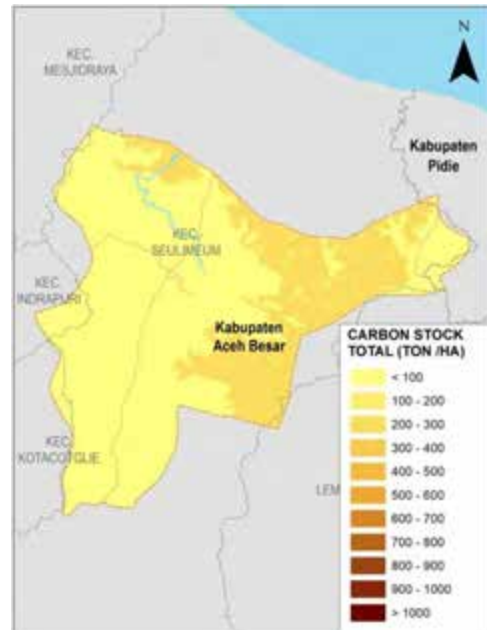 N
KEC.
MESJIDRAYA
Kabupaten
Pidie
KEC.
SEULIMEUM
KEC.
INDRAPURI
Kabupaten
Aceh Besar
KEC.
KOTACOTGLIE
LEM
CARBON STOCK
TOTAL (TON /HA)
< 100
100 - 200
200 - 300
300 - 400
400 - 500
500 - 600
600 - 700
700 - 800
800 - 900
900 - 1000
> 1000